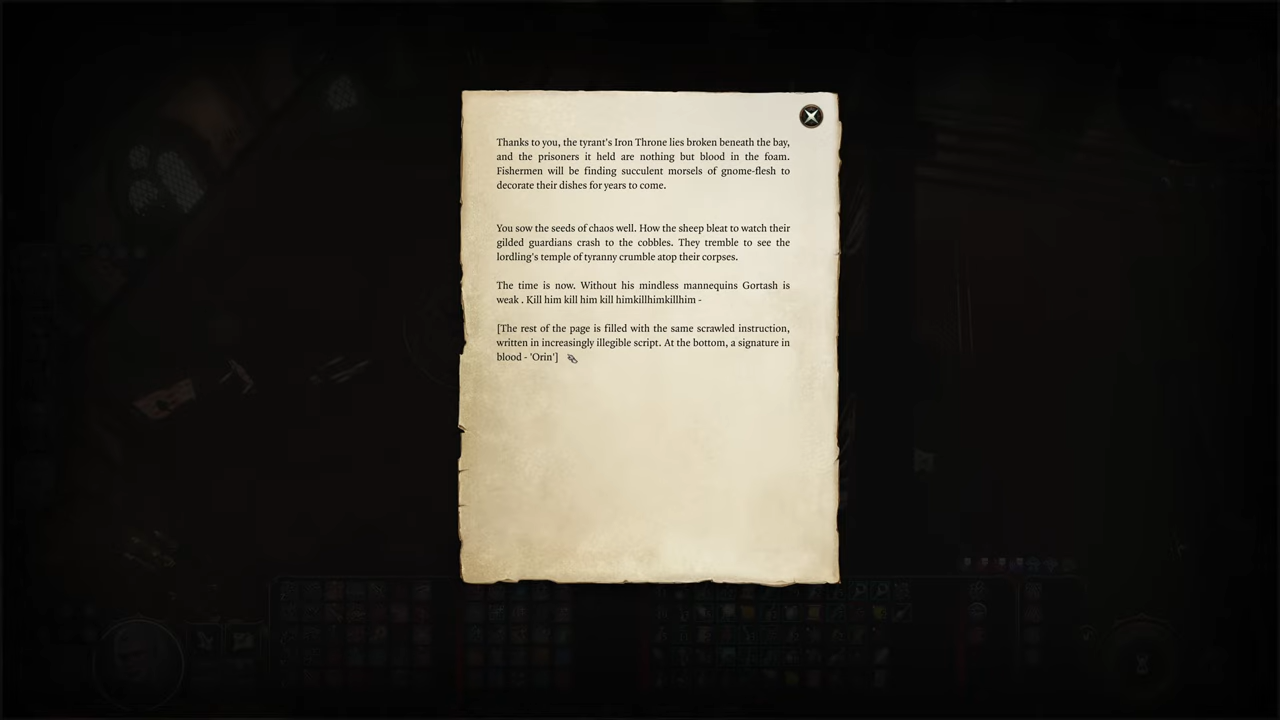 Thanks to you, the tyrant's Iron Throne lies broken beneath the bay,
and the prisoners it held are nothing but blood in the foam.
Fishermen will be finding succulent morsels of gnome-flesh to
decorate their dishes for years to come.
You sow the seeds of chaos well. How the sheep bleat to watch their
gilded guardians crash to the cobbles. They tremble to see the
lordling's temple of tyranny crumble atop their corpses.
The time is now. Without his mindless mannequins Gortash is
weak . Kill him kill him kill himkillhimkillhim -
[The rest of the page is filled with the same scrawled instruction,
written in increasingly illegible script. At the bottom, a signature in
blood - 'Orin']